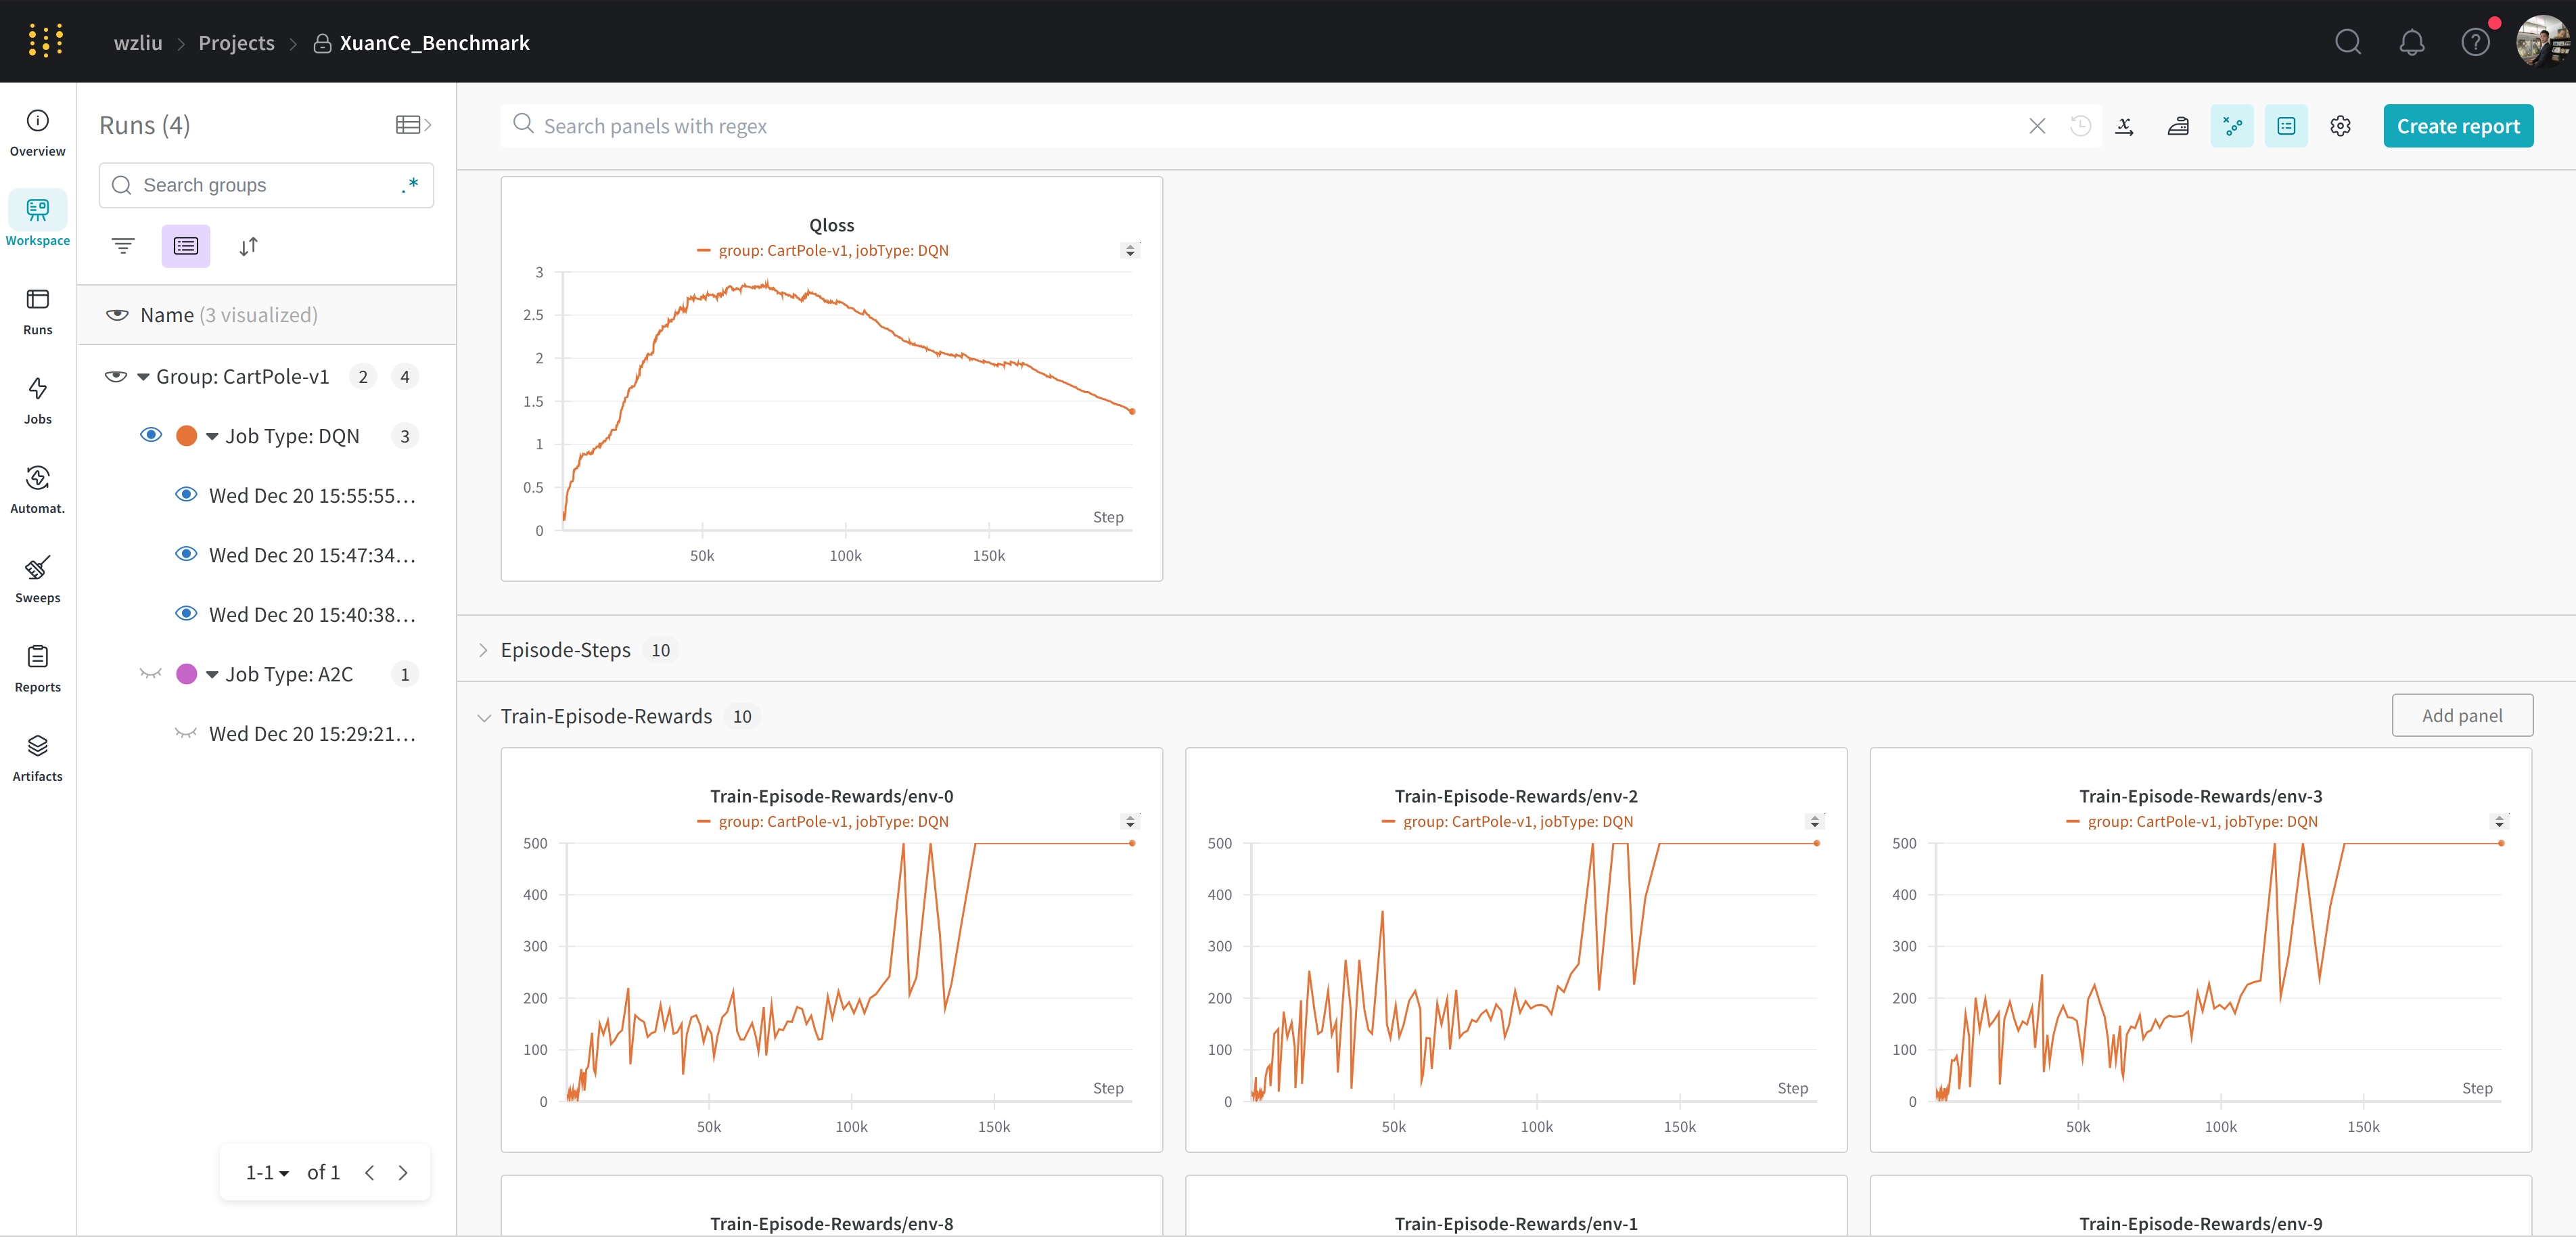 wzliu > Projects > XuanCe_Benchmark
Overview
Workspace
Runs
Jobs
Automat.
Sweeps
Reports
Artifacts
Runs (4)
Search groups
.*
Name (3 visualized)
Group: CartPole-v1 2 4
Job Type: DQN 3
Wed Dec 20 15:55:55...
Wed Dec 20 15:47:34...
Wed Dec 20 15:40:38...
Job Type: A2C 1
Wed Dec 20 15:29:21...
1-1 of 1 < >
Search panels with regex
Create report
Qloss
group: CartPole-v1, jobType: DQN
3
2.5
2
1.5
1
0.5
0
Step
50k 100k 150k
Episode-Steps 10
Train-Episode-Rewards 10
Add panel
Train-Episode-Rewards/env-0
group: CartPole-v1, jobType: DQN
500
400
300
200
100
0
Step
50k 100k 150k
Train-Episode-Rewards/env-2
group: CartPole-v1, jobType: DQN
500
400
300
200
100
0
Step
50k 100k 150k
Train-Episode-Rewards/env-3
group: CartPole-v1, jobType: DQN
500
400
300
200
100
0
Step
50k 100k 150k
Train-Episode-Rewards/env-8
Train-Episode-Rewards/env-1
Train-Episode-Rewards/env-9